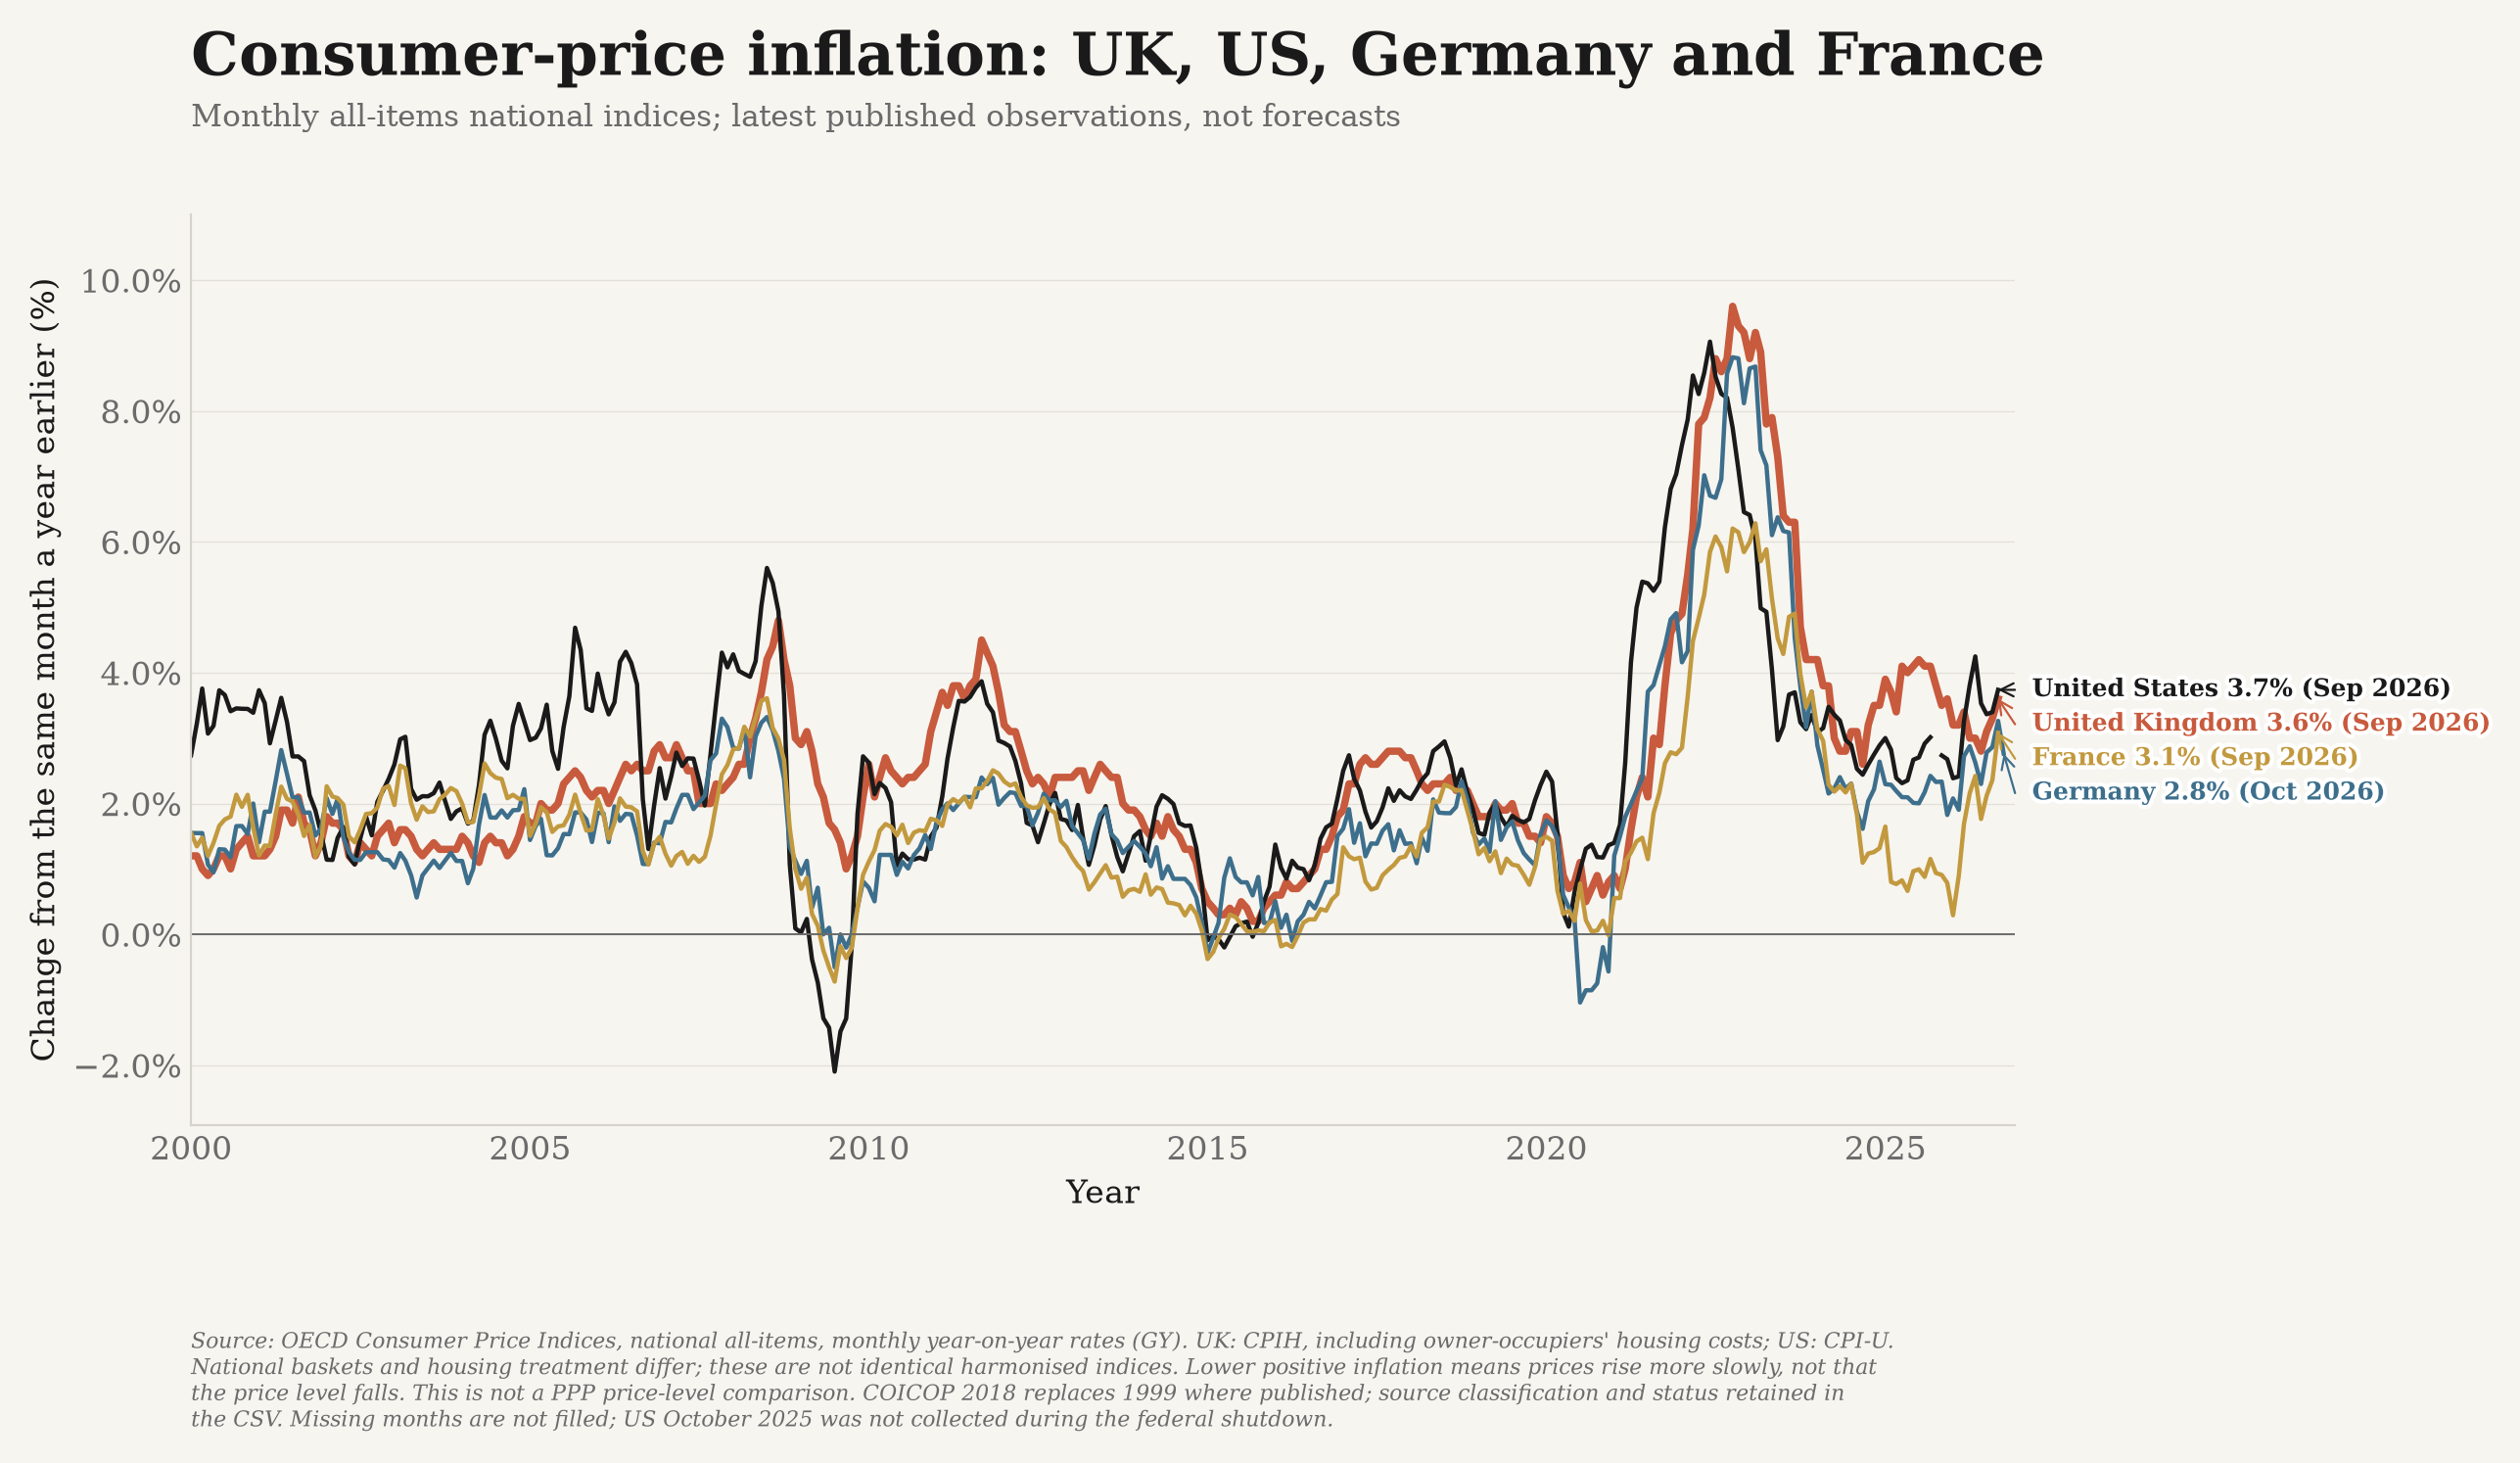 Consumer-price inflation: UK, US, Germany and France
Monthly all-items national indices; latest published observations, not forecasts
Change from the same month a year earlier (%)
10.0%
8.0%
6.0%
4.0%
2.0%
0.0%
−2.0%
United States 3.7% (Sep 2026)
United Kingdom 3.6% (Sep 2026)
France 3.1% (Sep 2026)
Germany 2.8% (Oct 2026)
2000
2005
2010
2015
2020
2025
Year
Source: OECD Consumer Price Indices, national all-items, monthly year-on-year rates (GY). UK: CPIH, including owner-occupiers' housing costs; US: CPI-U.
National baskets and housing treatment differ; these are not identical harmonised indices. Lower positive inflation means prices rise more slowly, not that
the price level falls. This is not a PPP price-level comparison. COICOP 2018 replaces 1999 where published; source classification and status retained in
the CSV. Missing months are not filled; US October 2025 was not collected during the federal shutdown.